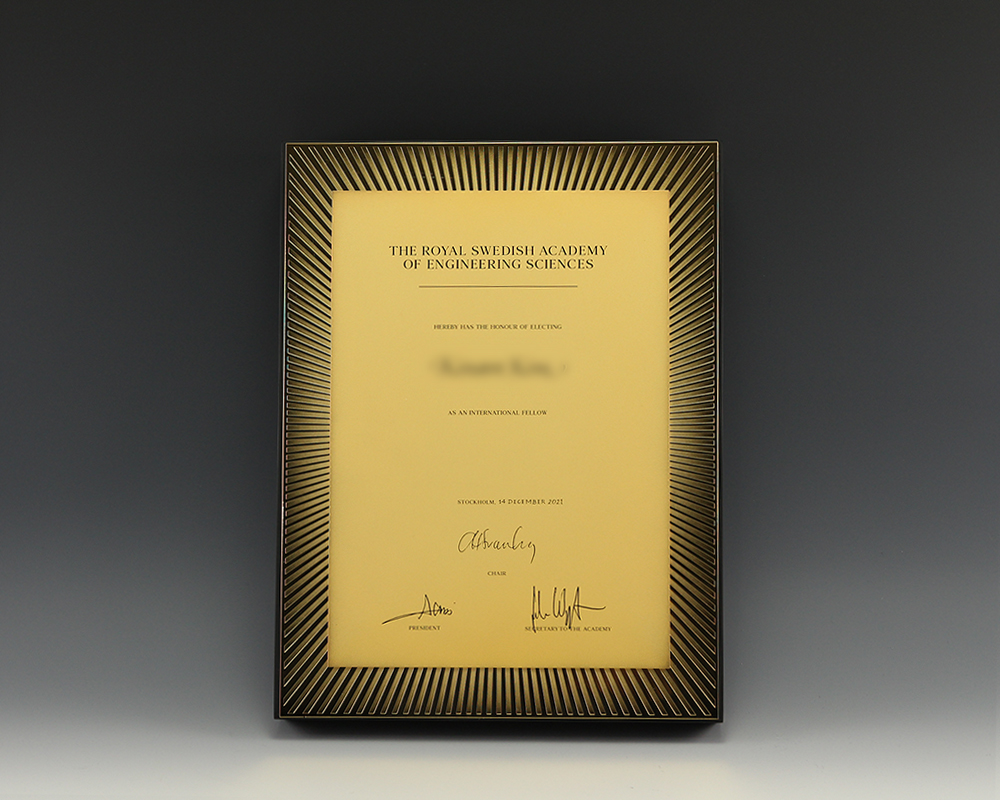 THE ROYAL SWEDISH ACADEMY
OF ENGINEERING SCIENCES
HEREBY HAS THE HONOUR OF ELECTING
AS AN INTERNATIONAL FELLOW
STOCKHOLM, 14 DECEMBER 2021
CHAIR
PRESIDENT
SECRETARY TO THE ACADEMY